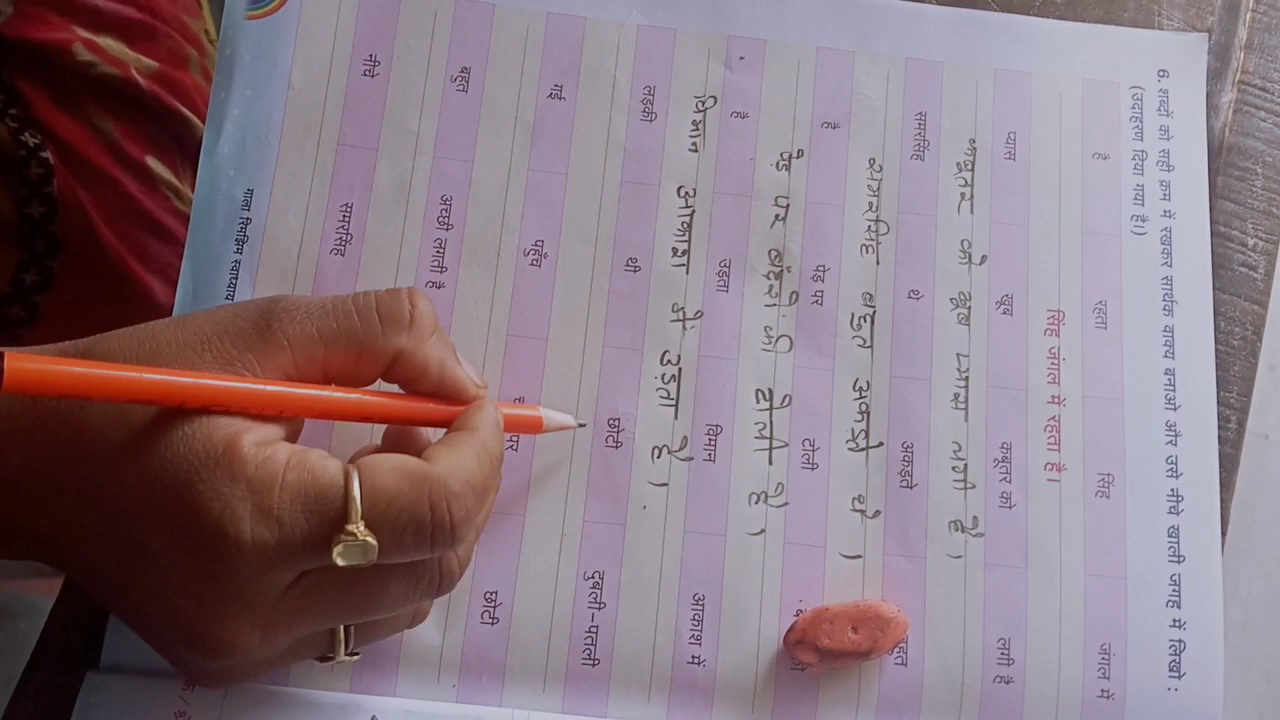 6. शब्दों को सही क्रम में रखकर सार्थक वाक्य बनाओ और उसे नीचे खाली जगह में लिखो :
(उदाहरण दिया गया है।)
है रहता सिंह जंगल में
सिंह जंगल में रहता है।
प्यास खूब कबूतर को लगी है
कबूतर को खूब प्यास लगी है।
समरसिंह थे अकड़ते
समरसिंह बहुत अकड़ते थे।
है पेड़ पर टोली
पेड़ पर बंदरों की टोली है।
है उड़ता विमान आकाश में
विमान आकाश में उड़ता है।
लड़की थी छोटी दुबली-पतली
गई पहुँच पर छोटी
बहुत अच्छी लगती है
नीचे समरसिंह
गाला स्मिझिम स्वाध्याय